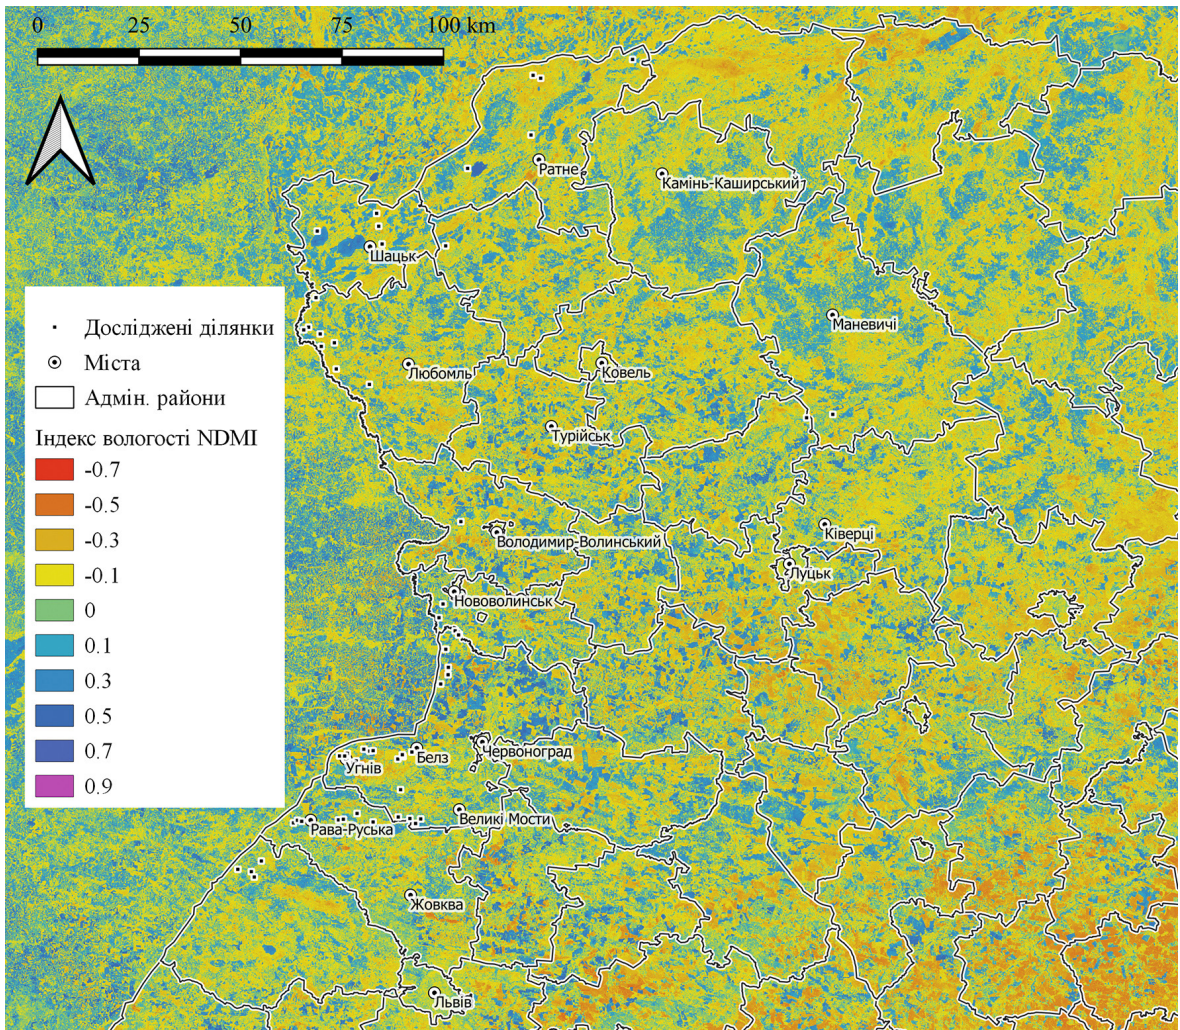 0 25 50 75 100 km
Ратне
Камінь-Каширський
Шацьк
Досліджені ділянки
Міста
Адмін. райони
Індекс вологості NDMI
-0.7
-0.5
-0.3
-0.1
0
0.1
0.3
0.5
0.7
0.9
Маневичі
Любомль
Ковель
Турійськ
Володимир-Волинський
Ківерці
Луцьк
Нововолинськ
Червоноград
Белз
Угнів
Великі Мости
Рава-Руська
Жовква
Львів